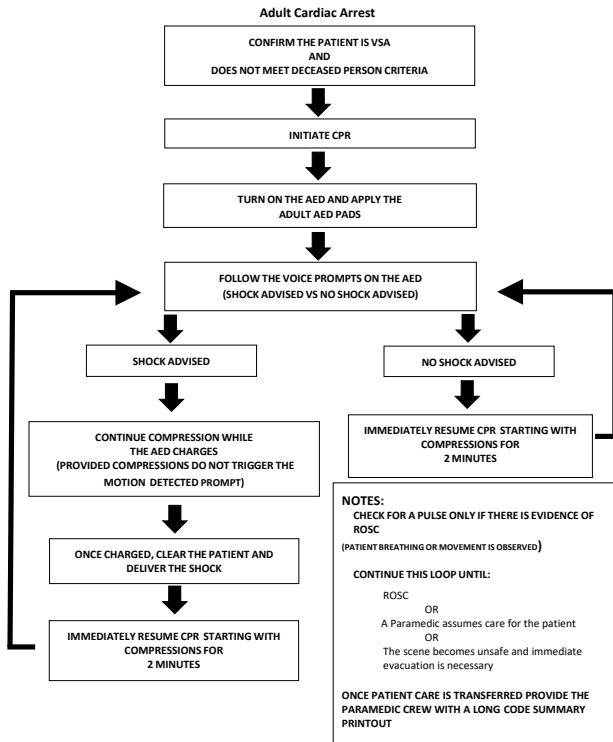 Adult Cardiac Arrest
CONFIRM THE PATIENT IS VSA
AND
DOES NOT MEET DECEASED PERSON CRITERIA
INITIATE CPR
TURN ON THE AED AND APPLY THE
ADULT AED PADS
FOLLOW THE VOICE PROMPTS ON THE AED
(SHOCK ADVISED VS NO SHOCK ADVISED)
SHOCK ADVISED
CONTINUE COMPRESSION WHILE
THE AED CHARGES
(PROVIDED COMPRESSIONS DO NOT TRIGGER THE
MOTION DETECTED PROMPT)
ONCE CHARGED, CLEAR THE PATIENT AND
DELIVER THE SHOCK
IMMEDIATELY RESUME CPR STARTING WITH
COMPRESSIONS FOR
2 MINUTES
NO SHOCK ADVISED
IMMEDIATELY RESUME CPR STARTING WITH
COMPRESSIONS FOR
2 MINUTES
NOTES:
CHECK FOR A PULSE ONLY IF THERE IS EVIDENCE OF
ROSC
(PATIENT BREATHING OR MOVEMENT IS OBSERVED)
CONTINUE THIS LOOP UNTIL:
ROSC
OR
A Paramedic assumes care for the patient
OR
The scene becomes unsafe and immediate
evacuation is necessary
ONCE PATIENT CARE IS TRANSFERRED PROVIDE THE
PARAMEDIC CREW WITH A LONG CODE SUMMARY
PRINTOUT